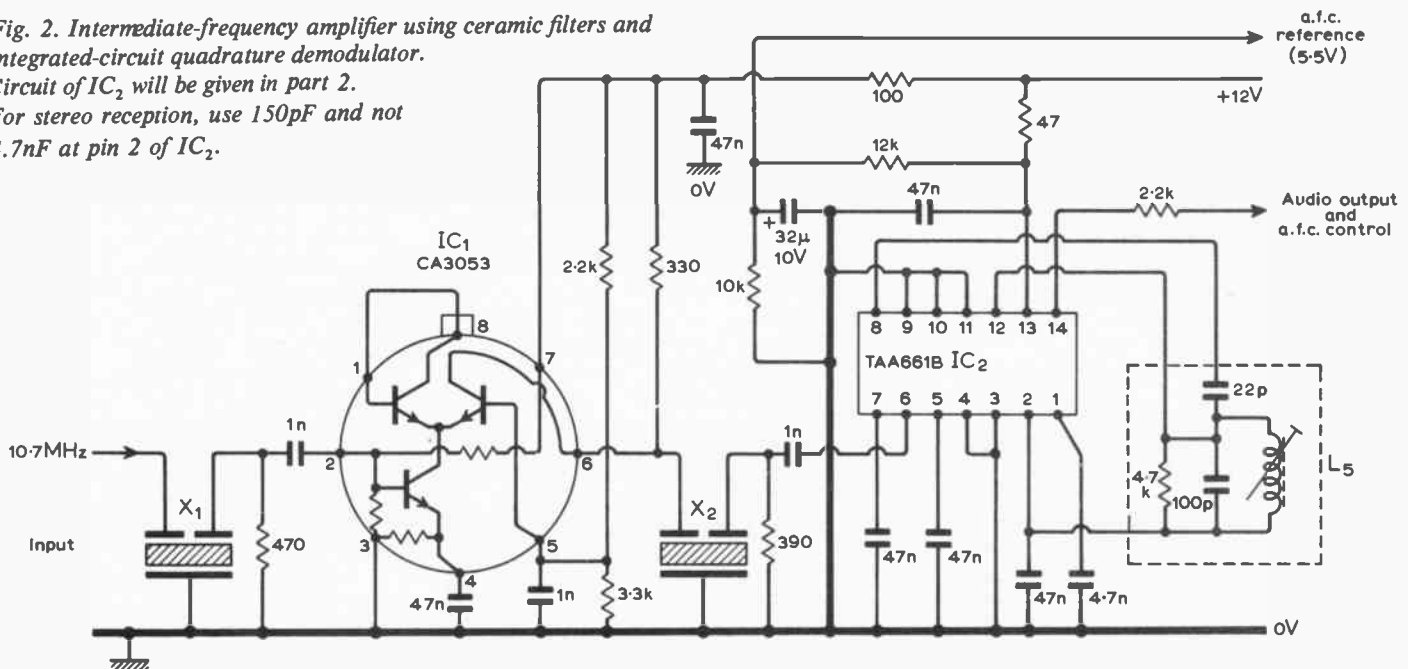 Fig. 2. Intermediate-frequency amplifier using ceramic filters and
integrated-circuit quadrature demodulator.
Circuit of IC₂ will be given in part 2.
For stereo reception, use 150pF and not
4.7nF at pin 2 of IC₂.
a.f.c.
reference
(5·5V)
100
+12V
47
47n
0V
12k
47n
2·2k
Audio output
and
a.f.c. control
+
32µ
10V
IC₁
CA3053
2·2k
330
10k
8
1
7
8 9 10 11 12 13 14
TAA661B IC₂
7 6 5 4 3 2 1
22p
10·7MHz
1n
2
6
1n
L₅
4·7
k
100p
X₁
X₂
Input
470
3
5
390
47n
47n
4
47n
1n
3·3k
47n
4·7n
0V